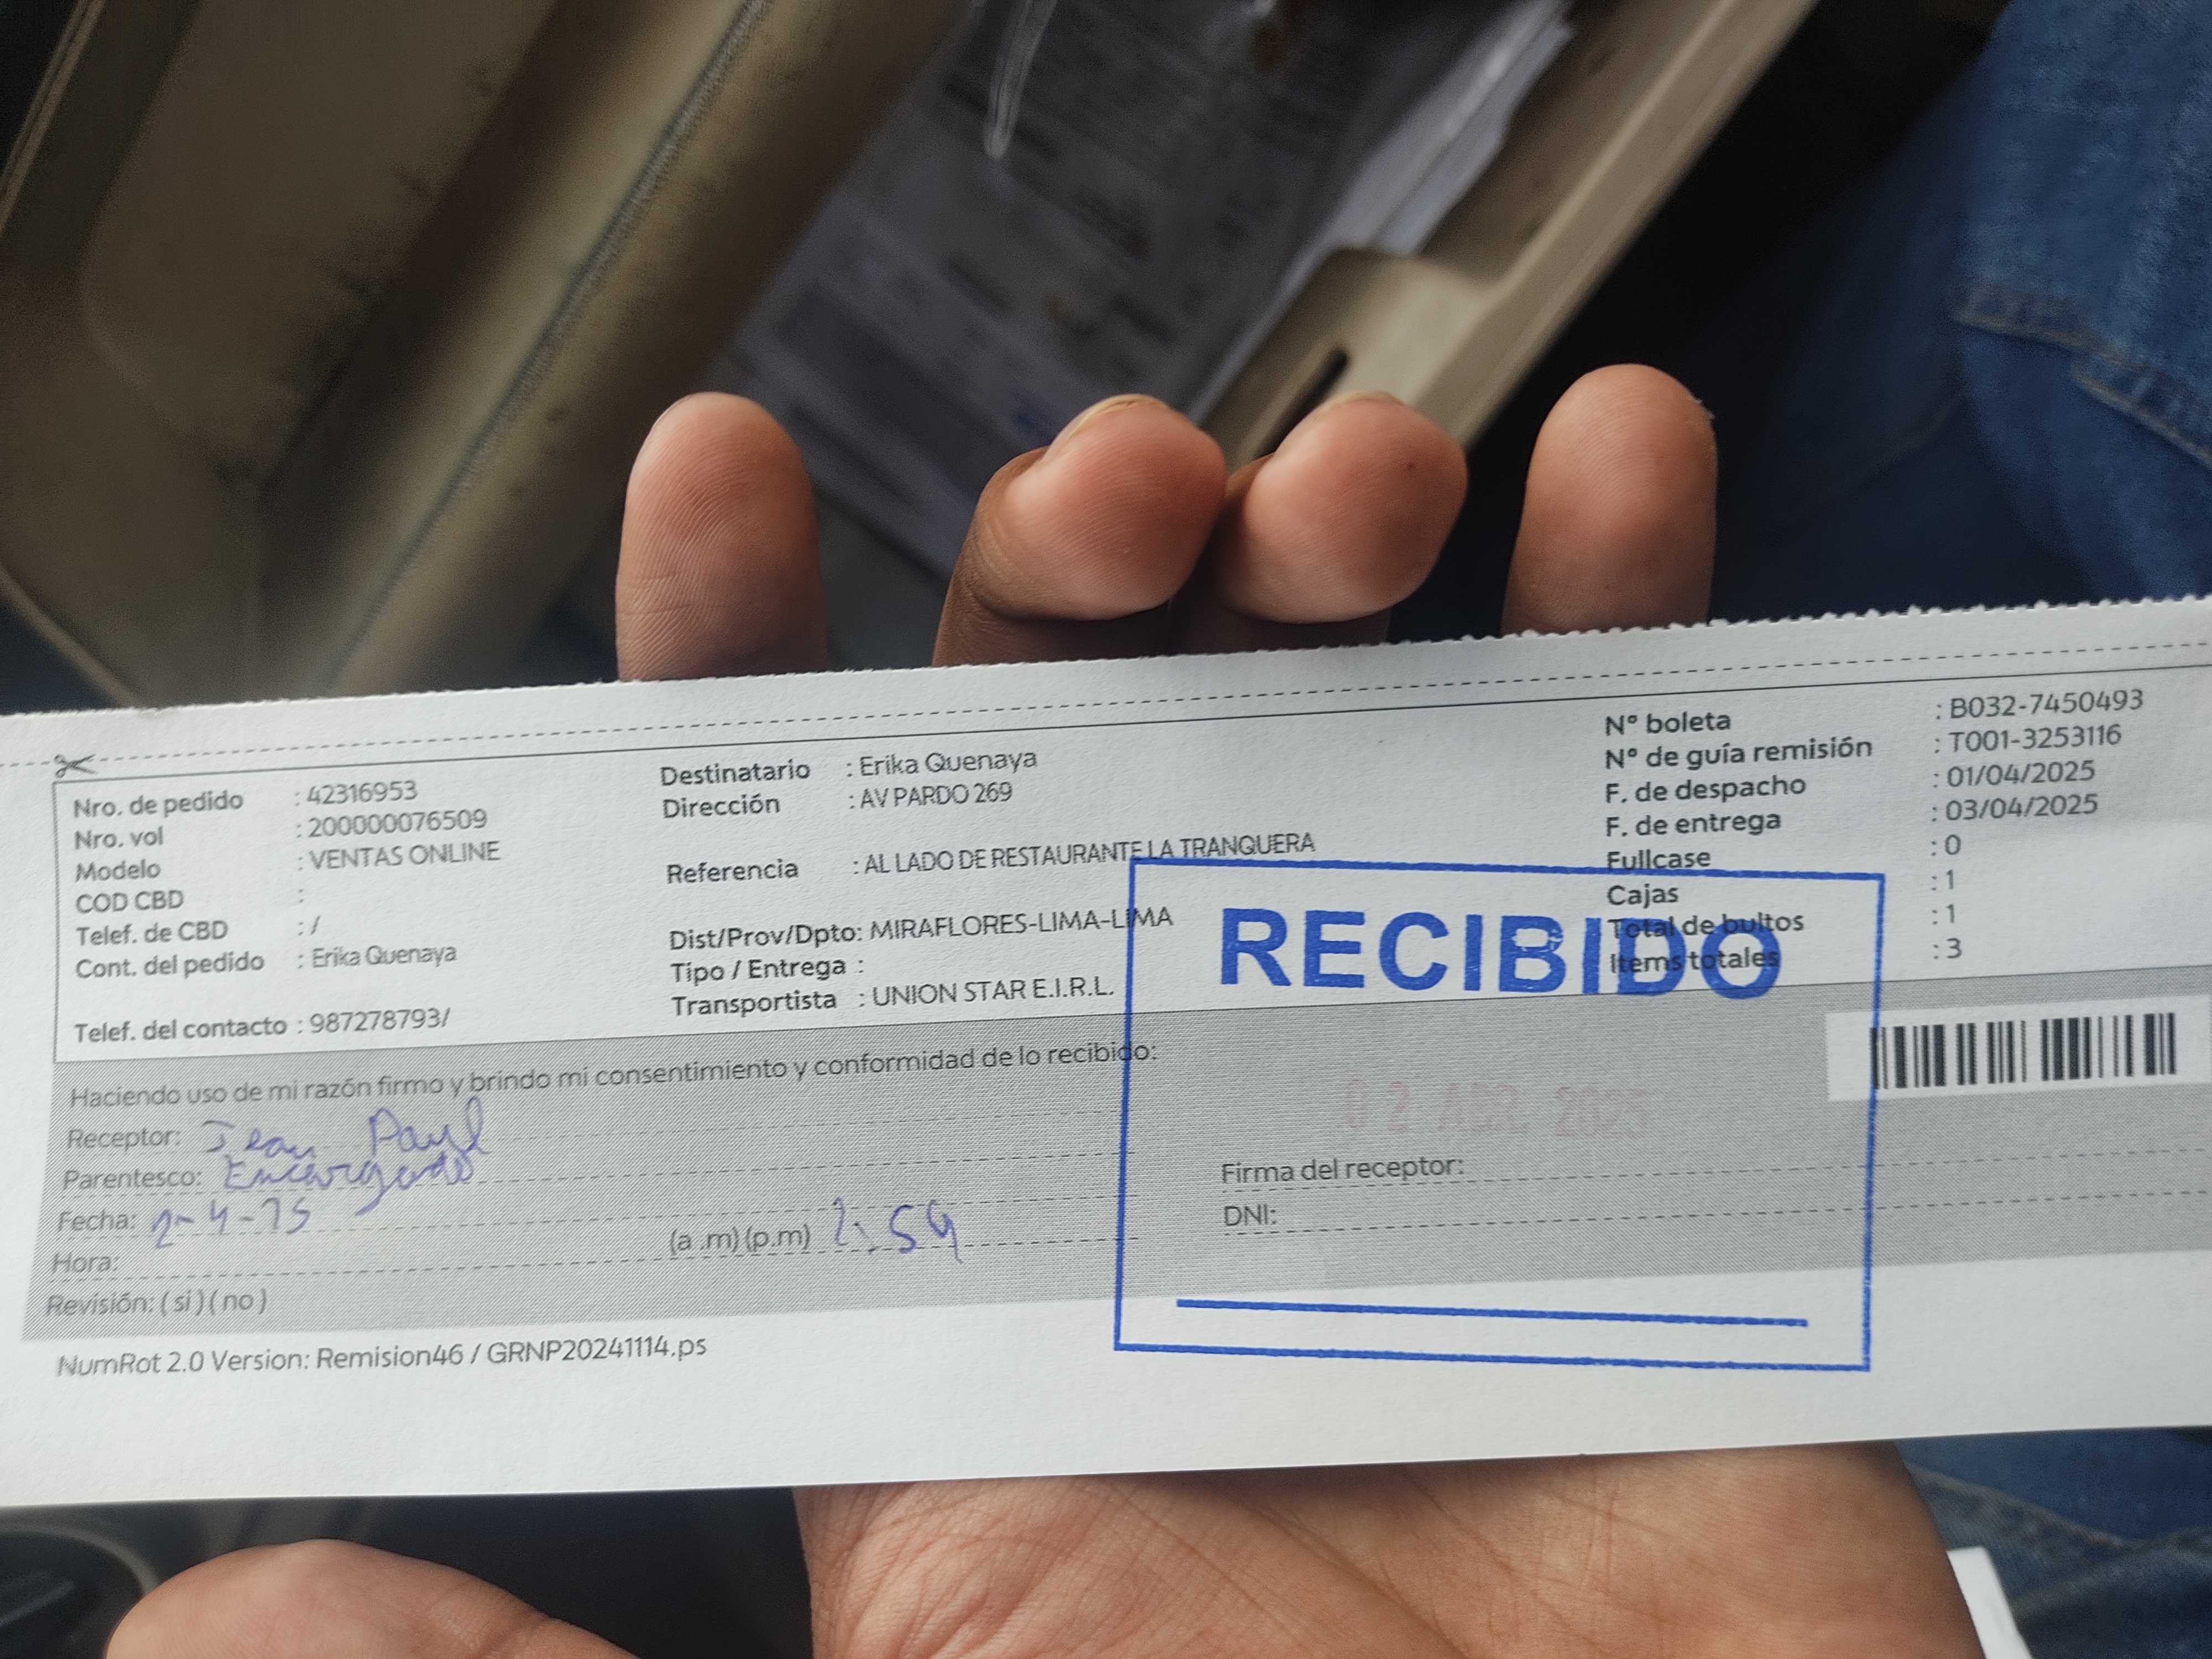 Nro. de pedido : 42316953
Nro. vol : 200000076509
Modelo : VENTAS ONLINE
COD CBD :
Telef. de CBD : /
Cont. del pedido : Erika Quenaya
Telef. del contacto : 987278793/
Destinatario : Erika Quenaya
Dirección : AV PARDO 269
Referencia : AL LADO DE RESTAURANTE LA TRANQUERA
Dist/Prov/Dpto: MIRAFLORES-LIMA-LIMA
Tipo / Entrega :
Transportista : UNION STAR E.I.R.L.
Nº boleta : B032-7450493
Nº de guía remisión : T001-3253116
F. de despacho : 01/04/2025
F. de entrega : 03/04/2025
Fullcase : 0
Cajas : 1
Total de bultos : 1
Items totales : 3
RECIBIDO
Haciendo uso de mi razón firmo y brindo mi consentimiento y conformidad de lo recibido:
02 ABR. 2025
Receptor: Jean Paul
Parentesco: Encargado
Fecha: 2-4-25
Hora: (a .m) (p.m) 2:54
Revisión: ( si ) ( no )
Firma del receptor:
DNI:
NumRot 2.0 Version: Remision46 / GRNP20241114.ps